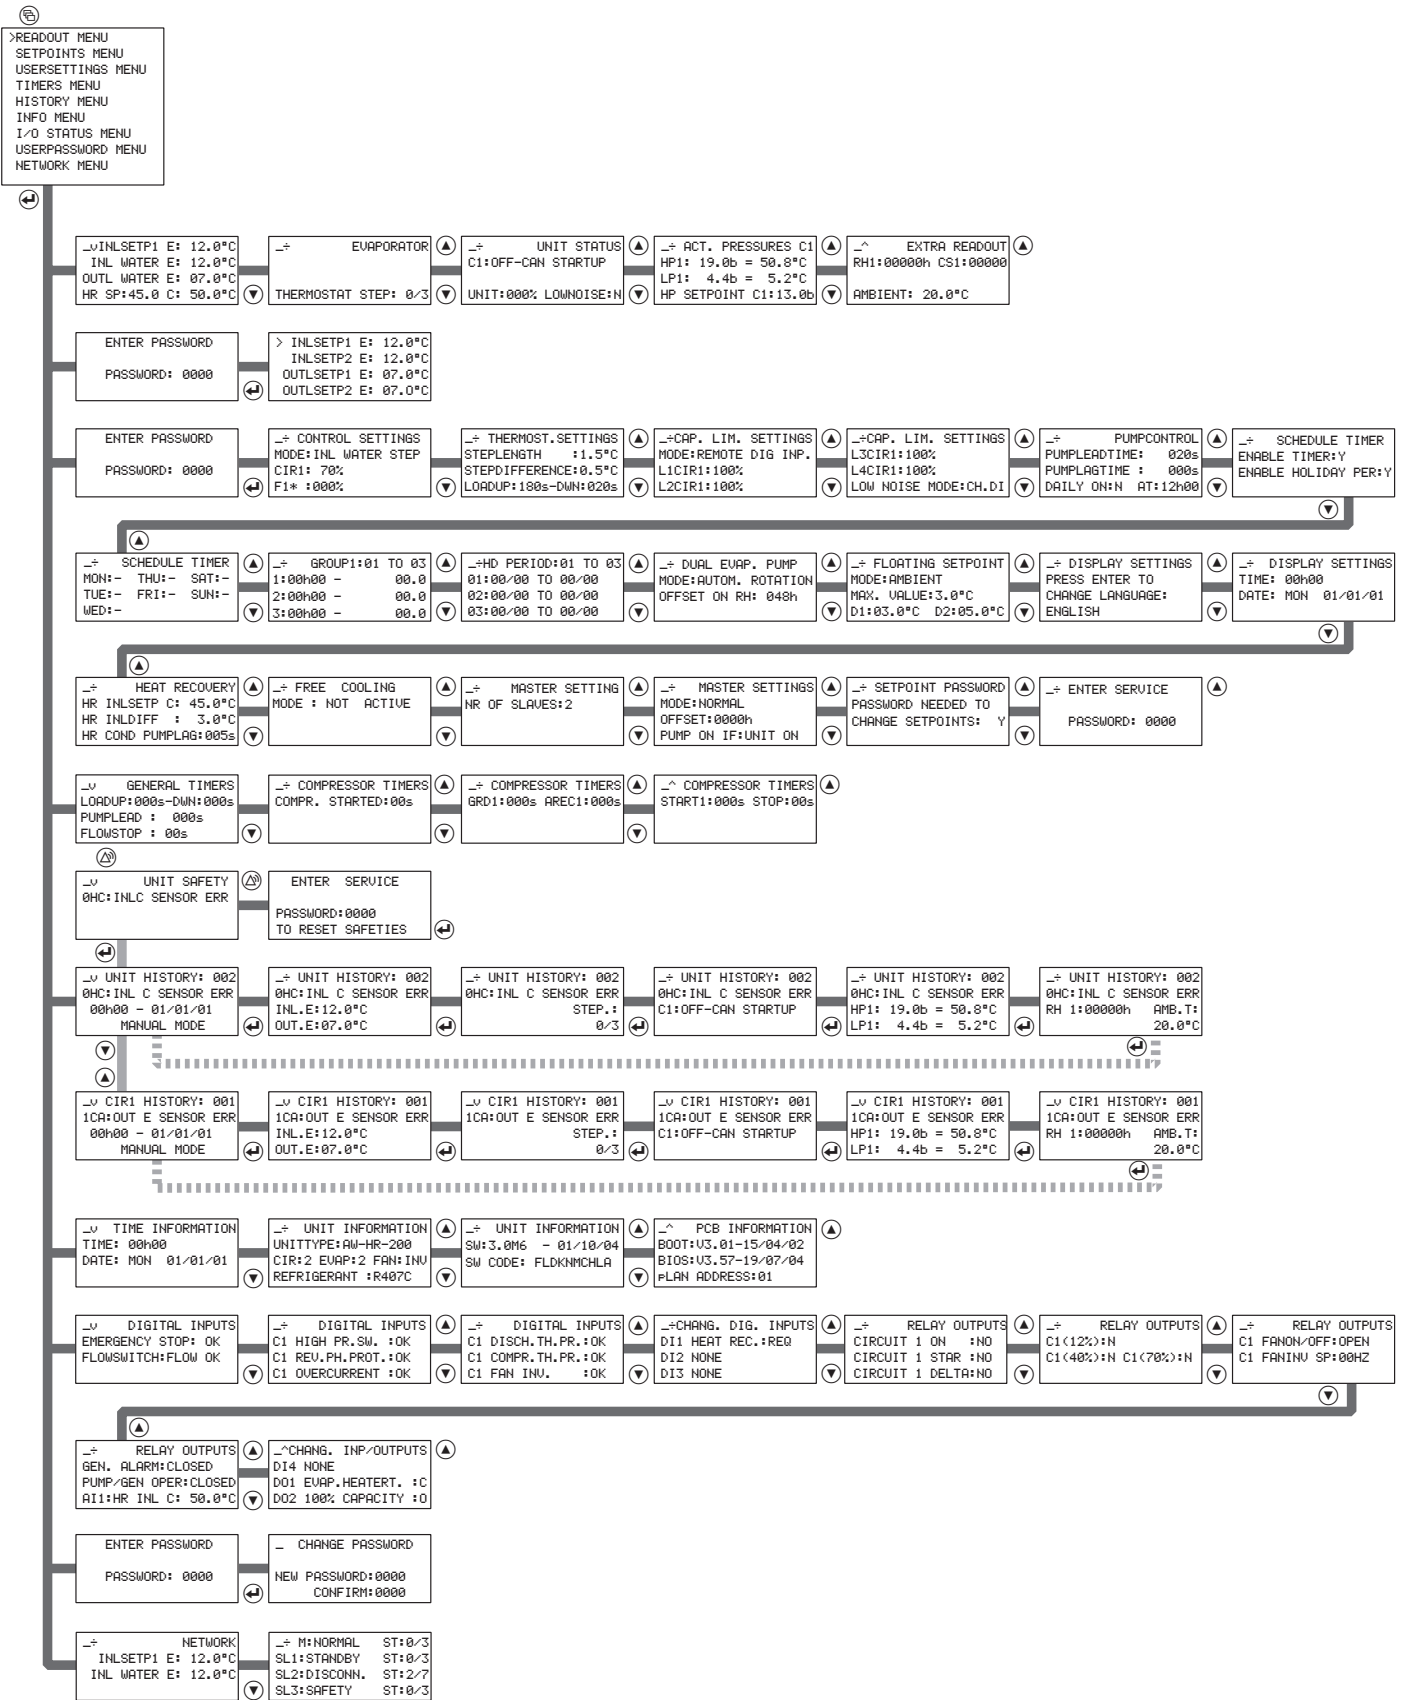 >READOUT MENU
SETPOINTS MENU
USERSETTINGS MENU
TIMERS MENU
HISTORY MENU
INFO MENU
I/O STATUS MENU
USERPASSWORD MENU
NETWORK MENU
_vINLSETP1 E: 12.0°C
INL WATER E: 12.0°C
OUTL WATER E: 07.0°C
HR SP:45.0 C: 50.0°C
_÷ EVAPORATOR
THERMOSTAT STEP: 0/3
_÷ UNIT STATUS
C1:OFF-CAN STARTUP
UNIT:000% LOWNOISE:N
_÷ ACT. PRESSURES C1
HP1: 19.0b = 50.8°C
LP1: 4.4b = 5.2°C
HP SETPOINT C1:13.0b
_^ EXTRA READOUT
RH1:00000h CS1:00000
AMBIENT: 20.0°C
ENTER PASSWORD
PASSWORD: 0000
> INLSETP1 E: 12.0°C
INLSETP2 E: 12.0°C
OUTLSETP1 E: 07.0°C
OUTLSETP2 E: 07.0°C
ENTER PASSWORD
PASSWORD: 0000
_÷ CONTROL SETTINGS
MODE:INL WATER STEP
CIR1: 70%
F1* :000%
_÷ THERMOST.SETTINGS
STEPLENGTH :1.5°C
STEPDIFFERENCE:0.5°C
LOADUP:180s-DWN:020s
_÷CAP. LIM. SETTINGS
MODE:REMOTE DIG INP.
L1CIR1:100%
L2CIR1:100%
_÷CAP. LIM. SETTINGS
L3CIR1:100%
L4CIR1:100%
LOW NOISE MODE:CH.DI
_÷ PUMPCONTROL
PUMPLEADTIME: 020s
PUMPLAGTIME : 000s
DAILY ON:N AT:12h00
_÷ SCHEDULE TIMER
ENABLE TIMER:Y
ENABLE HOLIDAY PER:Y
_÷ SCHEDULE TIMER
MON:- THU:- SAT:-
TUE:- FRI:- SUN:-
WED:-
_÷ GROUP1:01 TO 03
1:00h00 - 00.0
2:00h00 - 00.0
3:00h00 - 00.0
_÷HD PERIOD:01 TO 03
01:00/00 TO 00/00
02:00/00 TO 00/00
03:00/00 TO 00/00
_÷ DUAL EVAP. PUMP
MODE:AUTOM. ROTATION
OFFSET ON RH: 048h
_÷ FLOATING SETPOINT
MODE:AMBIENT
MAX. VALUE:3.0°C
D1:03.0°C D2:05.0°C
_÷ DISPLAY SETTINGS
PRESS ENTER TO
CHANGE LANGUAGE:
ENGLISH
_÷ DISPLAY SETTINGS
TIME: 00h00
DATE: MON 01/01/01
_÷ HEAT RECOVERY
HR INLSETP C: 45.0°C
HR INLDIFF : 3.0°C
HR COND PUMPLAG:005s
_÷ FREE COOLING
MODE : NOT ACTIVE
_÷ MASTER SETTING
NR OF SLAVES:2
_÷ MASTER SETTINGS
MODE:NORMAL
OFFSET:0000h
PUMP ON IF:UNIT ON
_÷ SETPOINT PASSWORD
PASSWORD NEEDED TO
CHANGE SETPOINTS: Y
_÷ ENTER SERVICE
PASSWORD: 0000
_v GENERAL TIMERS
LOADUP:000s-DWN:000s
PUMPLEAD : 000s
FLOWSTOP : 00s
_÷ COMPRESSOR TIMERS
COMPR. STARTED:00s
_÷ COMPRESSOR TIMERS
GRD1:000s AREC1:000s
_^ COMPRESSOR TIMERS
START1:000s STOP:00s
_v UNIT SAFETY
0HC:INLC SENSOR ERR
ENTER SERVICE
PASSWORD:0000
TO RESET SAFETIES
_v UNIT HISTORY: 002
0HC:INL C SENSOR ERR
00h00 - 01/01/01
MANUAL MODE
_÷ UNIT HISTORY: 002
0HC:INL C SENSOR ERR
INL.E:12.0°C
OUT.E:07.0°C
_÷ UNIT HISTORY: 002
0HC:INL C SENSOR ERR
STEP.:
0/3
_÷ UNIT HISTORY: 002
0HC:INL C SENSOR ERR
C1:OFF-CAN STARTUP
_÷ UNIT HISTORY: 002
0HC:INL C SENSOR ERR
HP1: 19.0b = 50.8°C
LP1: 4.4b = 5.2°C
_÷ UNIT HISTORY: 002
0HC:INL C SENSOR ERR
RH 1:00000h AMB.T:
20.0°C
_v CIR1 HISTORY: 001
1CA:OUT E SENSOR ERR
00h00 - 01/01/01
MANUAL MODE
_v CIR1 HISTORY: 001
1CA:OUT E SENSOR ERR
INL.E:12.0°C
OUT.E:07.0°C
_v CIR1 HISTORY: 001
1CA:OUT E SENSOR ERR
STEP.:
0/3
_v CIR1 HISTORY: 001
1CA:OUT E SENSOR ERR
C1:OFF-CAN STARTUP
_v CIR1 HISTORY: 001
1CA:OUT E SENSOR ERR
HP1: 19.0b = 50.8°C
LP1: 4.4b = 5.2°C
_v CIR1 HISTORY: 001
1CA:OUT E SENSOR ERR
RH 1:00000h AMB.T:
20.0°C
_v TIME INFORMATION
TIME: 00h00
DATE: MON 01/01/01
_÷ UNIT INFORMATION
UNITTYPE:AW-HR-200
CIR:2 EVAP:2 FAN:INV
REFRIGERANT :R407C
_÷ UNIT INFORMATION
SW:3.0M6 - 01/10/04
SW CODE: FLDKNMCHLA
_^ PCB INFORMATION
BOOT:V3.01-15/04/02
BIOS:V3.57-19/07/04
pLAN ADDRESS:01
_v DIGITAL INPUTS
EMERGENCY STOP: OK
FLOWSWITCH:FLOW OK
_÷ DIGITAL INPUTS
C1 HIGH PR.SW. :OK
C1 REV.PH.PROT.:OK
C1 OVERCURRENT :OK
_÷ DIGITAL INPUTS
C1 DISCH.TH.PR.:OK
C1 COMPR.TH.PR.:OK
C1 FAN INV. :OK
_÷CHANG. DIG. INPUTS
DI1 HEAT REC.:REQ
DI2 NONE
DI3 NONE
_÷ RELAY OUTPUTS
CIRCUIT 1 ON :NO
CIRCUIT 1 STAR :NO
CIRCUIT 1 DELTA:NO
_÷ RELAY OUTPUTS
C1(12%):N
C1(40%):N C1(70%):N
_÷ RELAY OUTPUTS
C1 FANON/OFF:OPEN
C1 FANINV SP:00HZ
_÷ RELAY OUTPUTS
GEN. ALARM:CLOSED
PUMP/GEN OPER:CLOSED
AI1:HR INL C: 50.0°C
_^CHANG. INP/OUTPUTS
DI4 NONE
DO1 EVAP.HEATERT. :C
DO2 100% CAPACITY :O
ENTER PASSWORD
PASSWORD: 0000
_ CHANGE PASSWORD
NEW PASSWORD:0000
CONFIRM:0000
_÷ NETWORK
INLSETP1 E: 12.0°C
INL WATER E: 12.0°C
_÷ M:NORMAL ST:0/3
SL1:STANDBY ST:0/3
SL2:DISCONN. ST:2/7
SL3:SAFETY ST:0/3